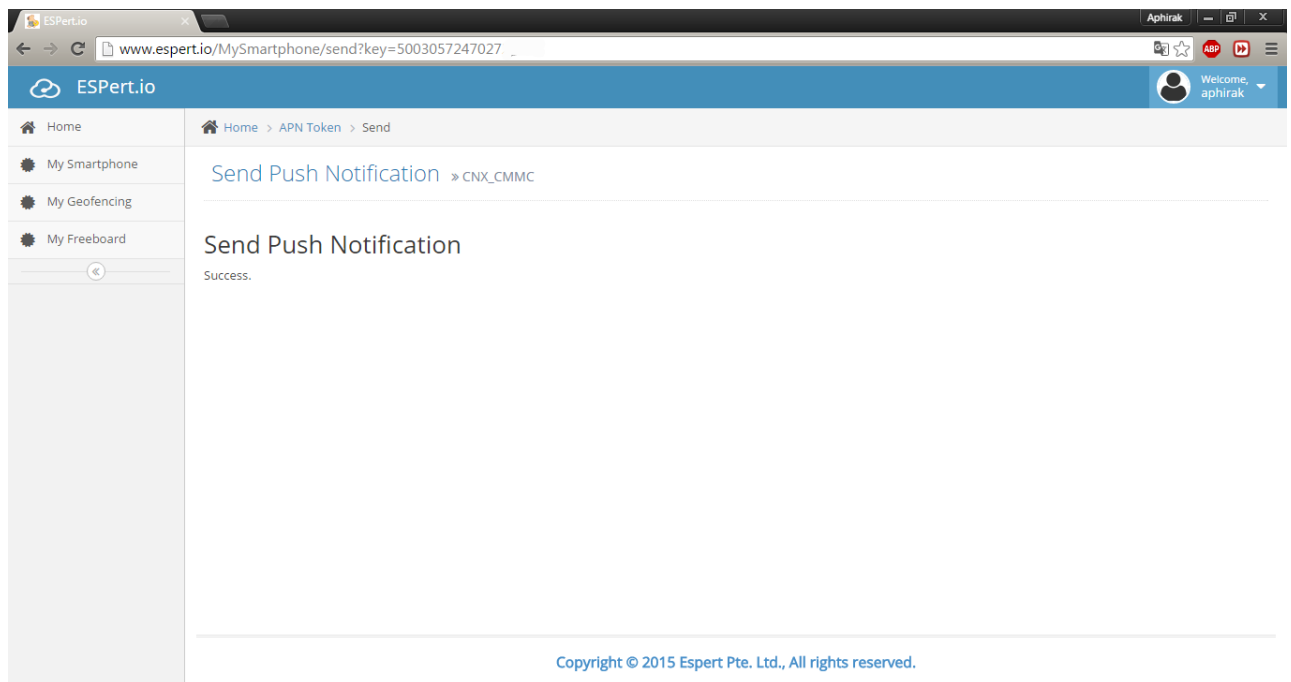 ESPert.io
Aphirak
www.espert.io/MySmartphone/send?key=5003057247027 _
ABP
ESPert.io
Welcome,
aphirak
Home
My Smartphone
My Geofencing
My Freeboard
Home > APN Token > Send
Send Push Notification » CNX_CMMC
Send Push Notification
Success.
Copyright © 2015 Espert Pte. Ltd., All rights reserved.